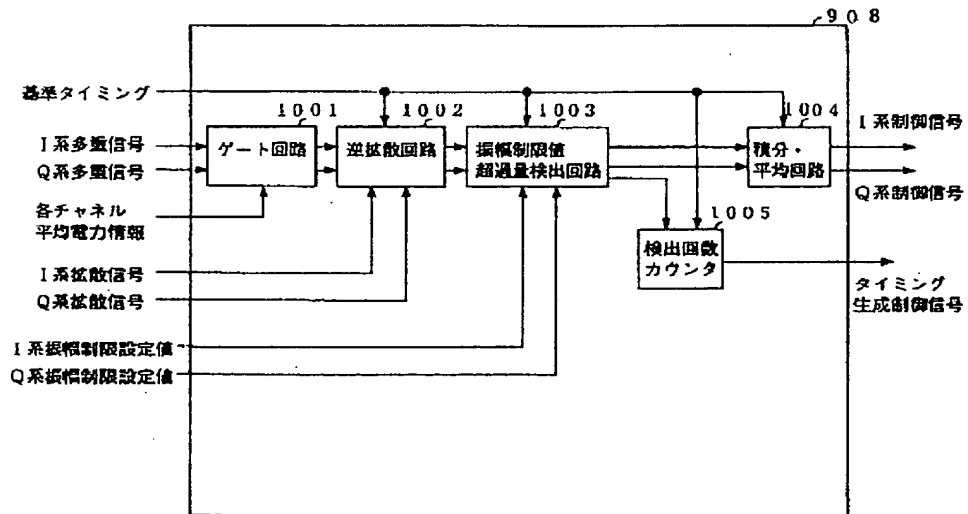 908
基準タイミング
1001
1002
1003
1004
I系制御信号
I系多重信号
Q系多重信号
ゲート回路
逆拡散回路
振幅制限値
超過量検出回路
積分・
平均回路
Q系制御信号
各チャネル
平均電力情報
1005
検出回数
カウンタ
I系拡散信号
Q系拡散信号
タイミング
生成制御信号
I系振幅制限設定値
Q系振幅制限設定値